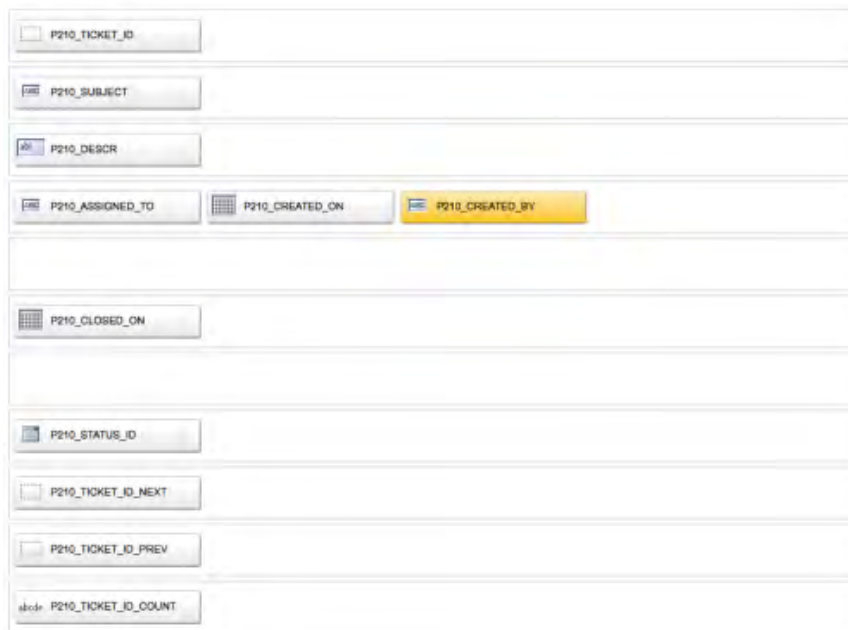 P210_TICKET_ID
P210_SUBJECT
P210_DESCR
P210_ASSIGNED_TO P210_CREATED_ON P210_CREATED_BY
P210_CLOSED_ON
P210_STATUS_ID
P210_TICKET_ID_NEXT
P210_TICKET_ID_PREV
abcde P210_TICKET_ID_COUNT